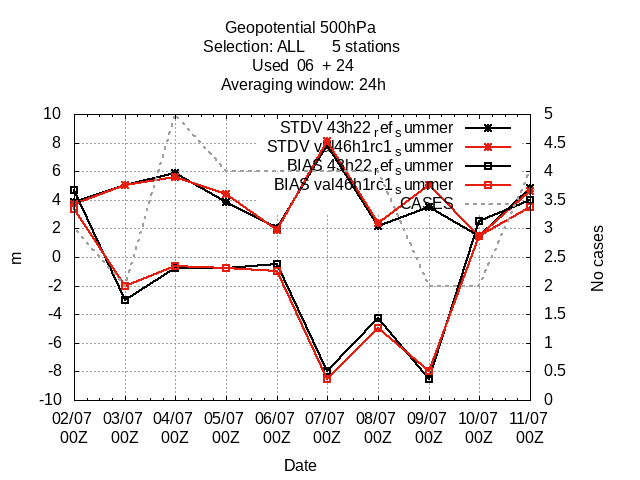 Geopotential 500hPa
Selection: ALL 5 stations
Used 06 + 24
Averaging window: 24h
STDV 43h22refsummer
STDV val46h1rc1summer
BIAS 43h22refsummer
BIAS val46h1rc1summer
CASES
10 5
8 4.5
6 4
4 3.5
2 3
0 2.5
-2 2
-4 1.5
-6 1
-8 0.5
-10 0
m
No cases
02/07 03/07 04/07 05/07 06/07 07/07 08/07 09/07 10/07 11/07
00Z 00Z 00Z 00Z 00Z 00Z 00Z 00Z 00Z 00Z
Date